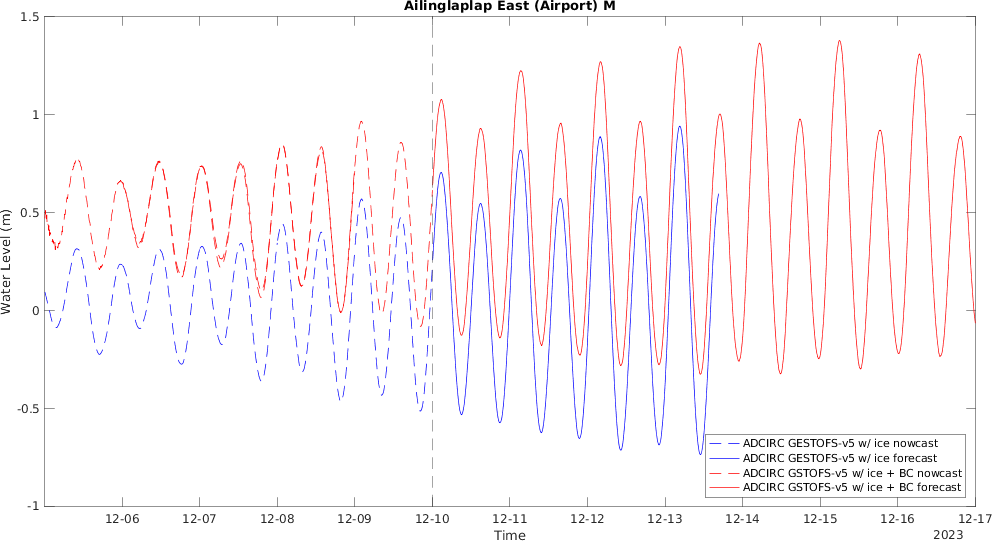 Ailinglaplap East (Airport) M
1.5
1
0.5
0
-0.5
-1
Water Level (m)
12-06
12-07
12-08
12-09
12-10
12-11
12-12
12-13
12-14
12-15
12-16
12-17
Time
2023
ADCIRC GESTOFS-v5 w/ ice nowcast
ADCIRC GESTOFS-v5 w/ ice forecast
ADCIRC GSTOFS-v5 w/ ice + BC nowcast
ADCIRC GSTOFS-v5 w/ ice + BC forecast